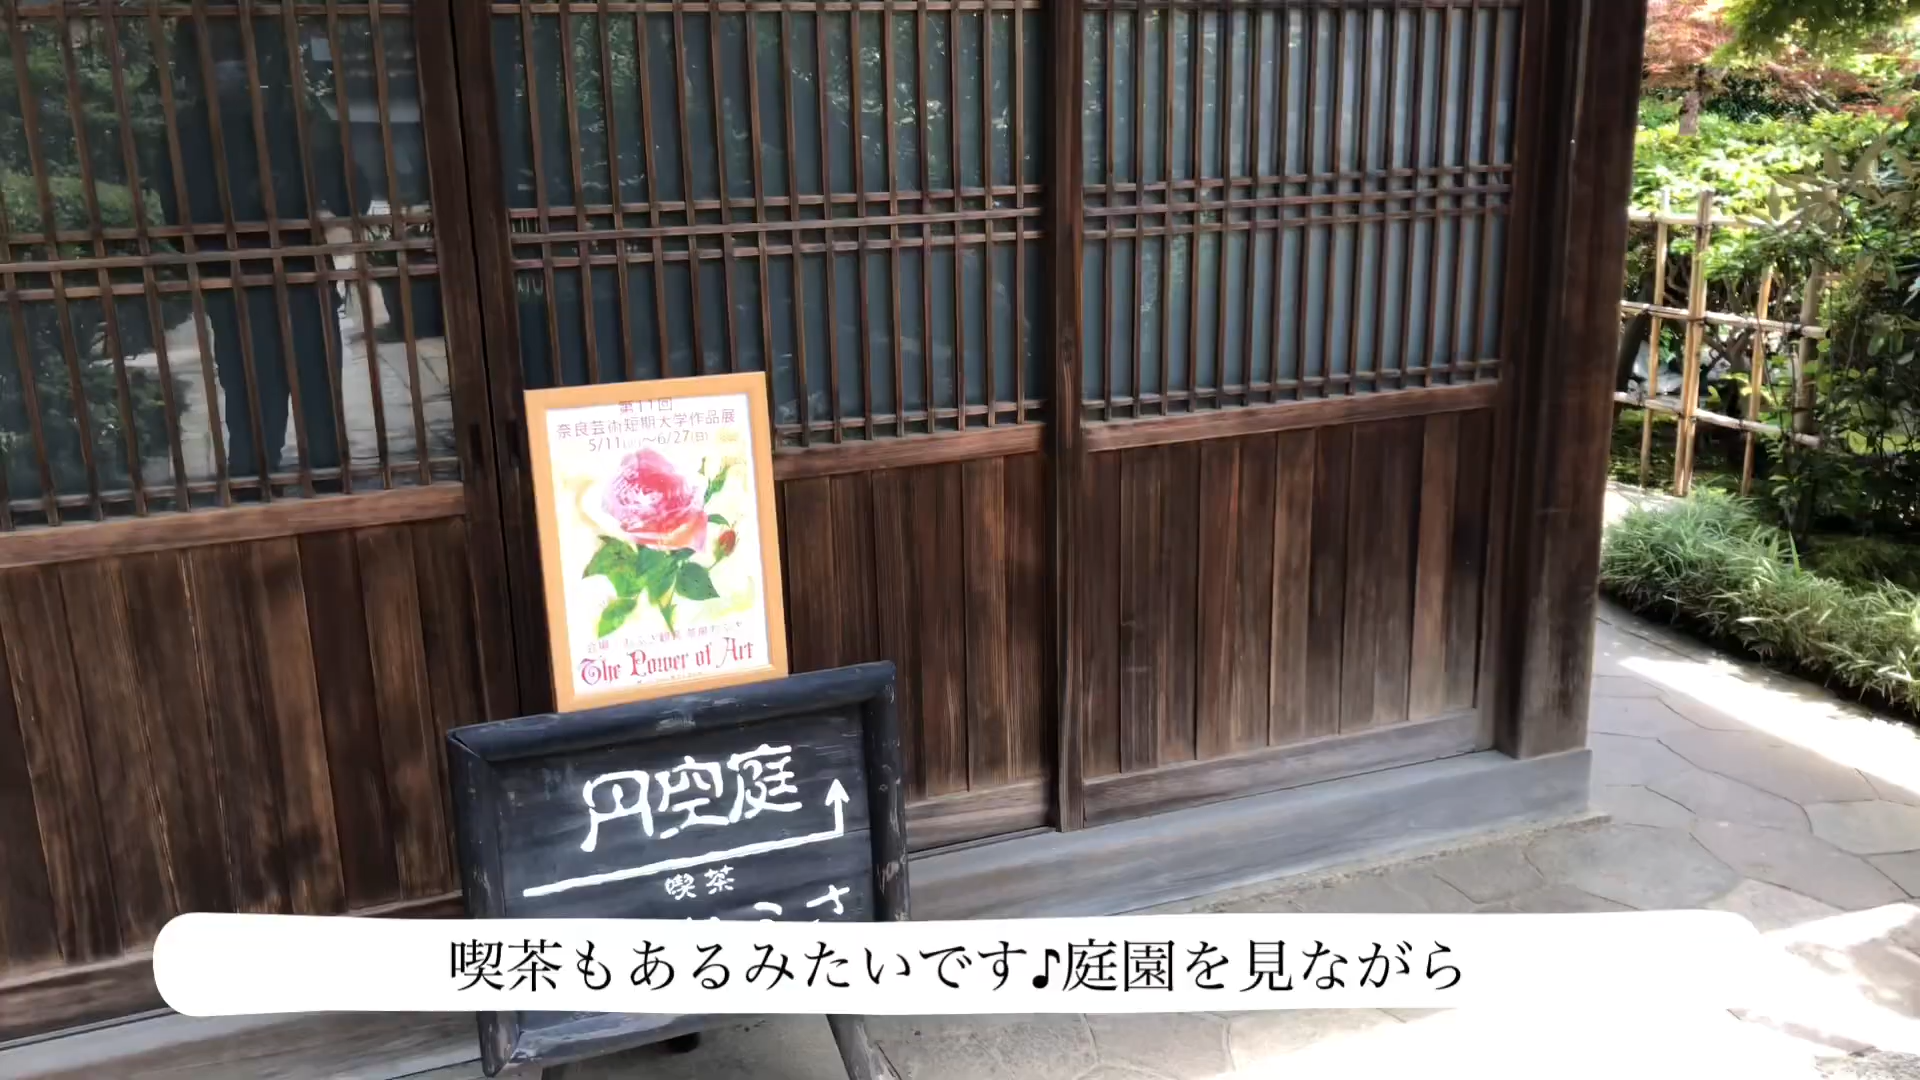 第11回
奈良芸術短期大学作品展
5/11 〜6/27(日)
The Power of Art
円空庭
喫茶
喫茶もあるみたいです♪庭園を見ながら